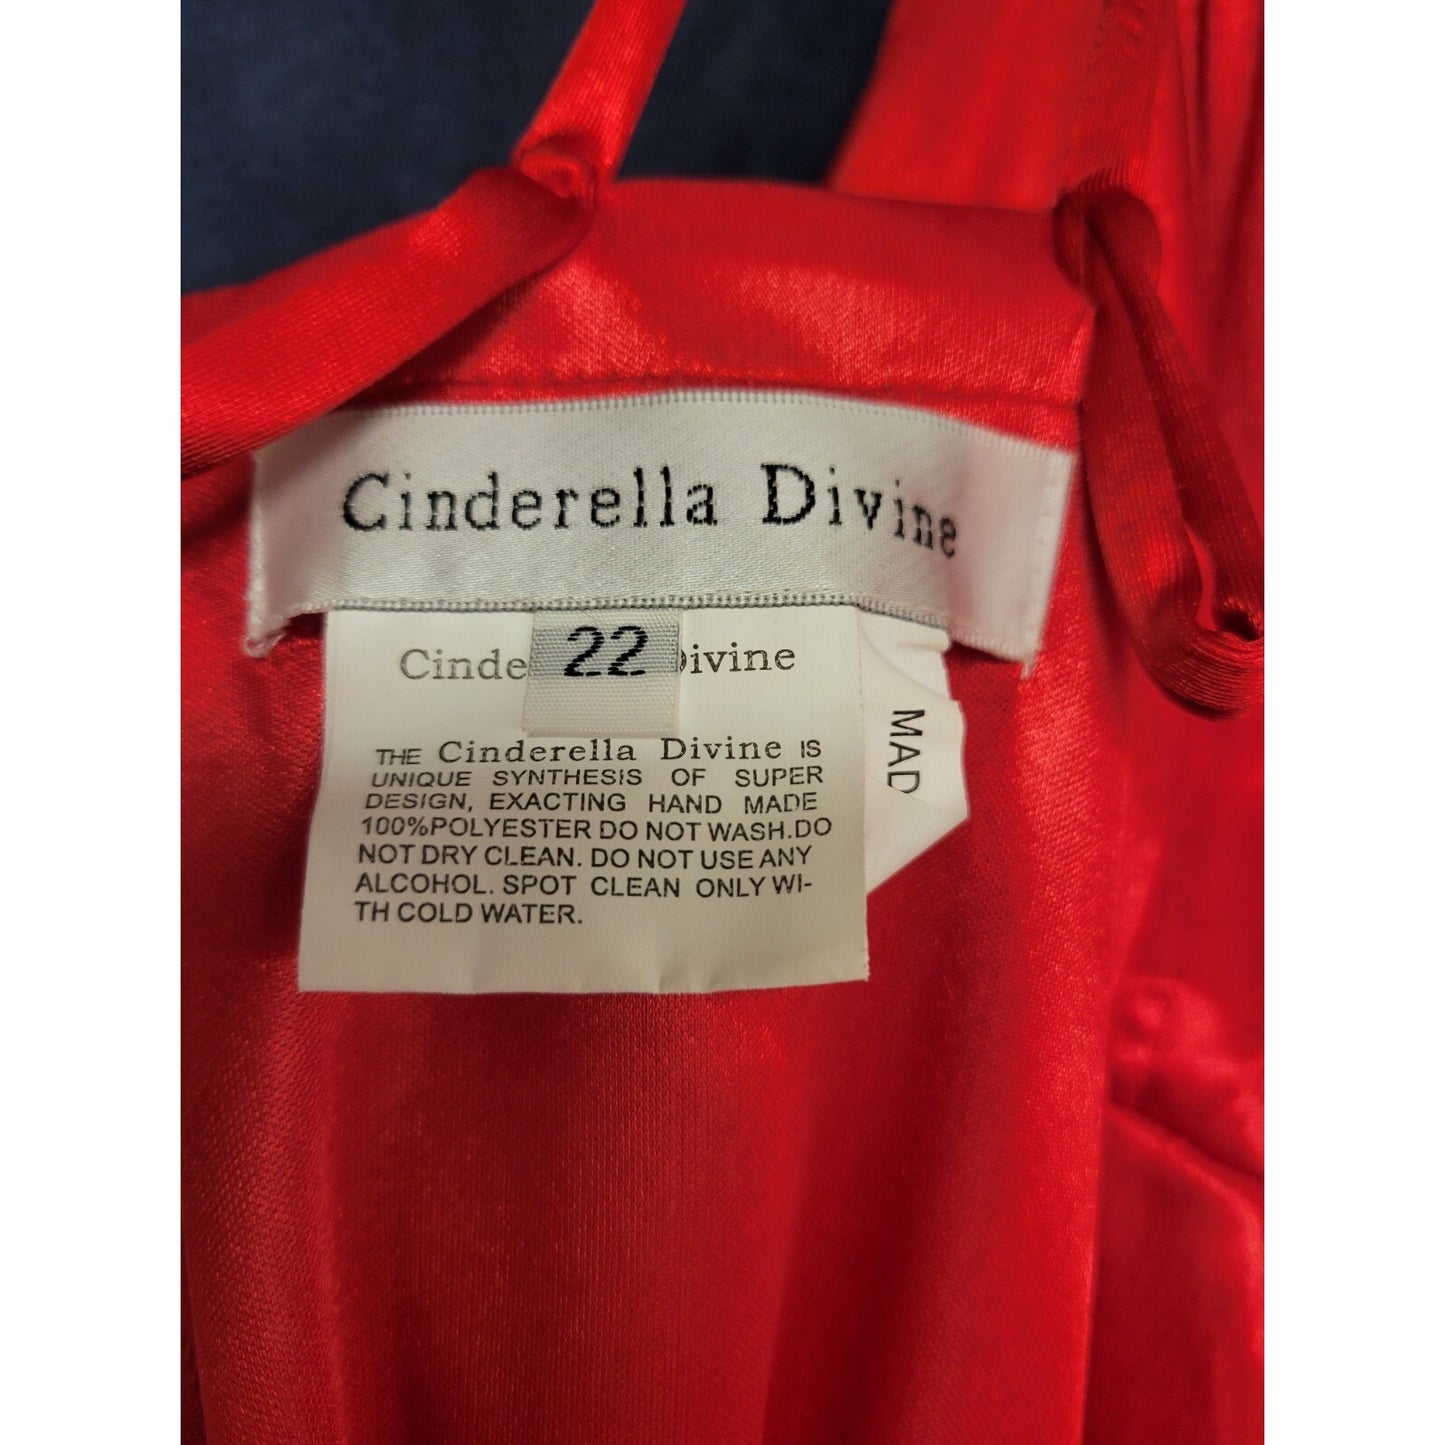 Cinderella Divine
22
Cinde ivine
THE Cinderella Divine IS
UNIQUE SYNTHESIS OF SUPER
DESIGN, EXACTING HAND MADE
100%POLYESTER DO NOT WASH.DO
NOT DRY CLEAN. DO NOT USE ANY
ALCOHOL. SPOT CLEAN ONLY WI-
TH COLD WATER.
MAD